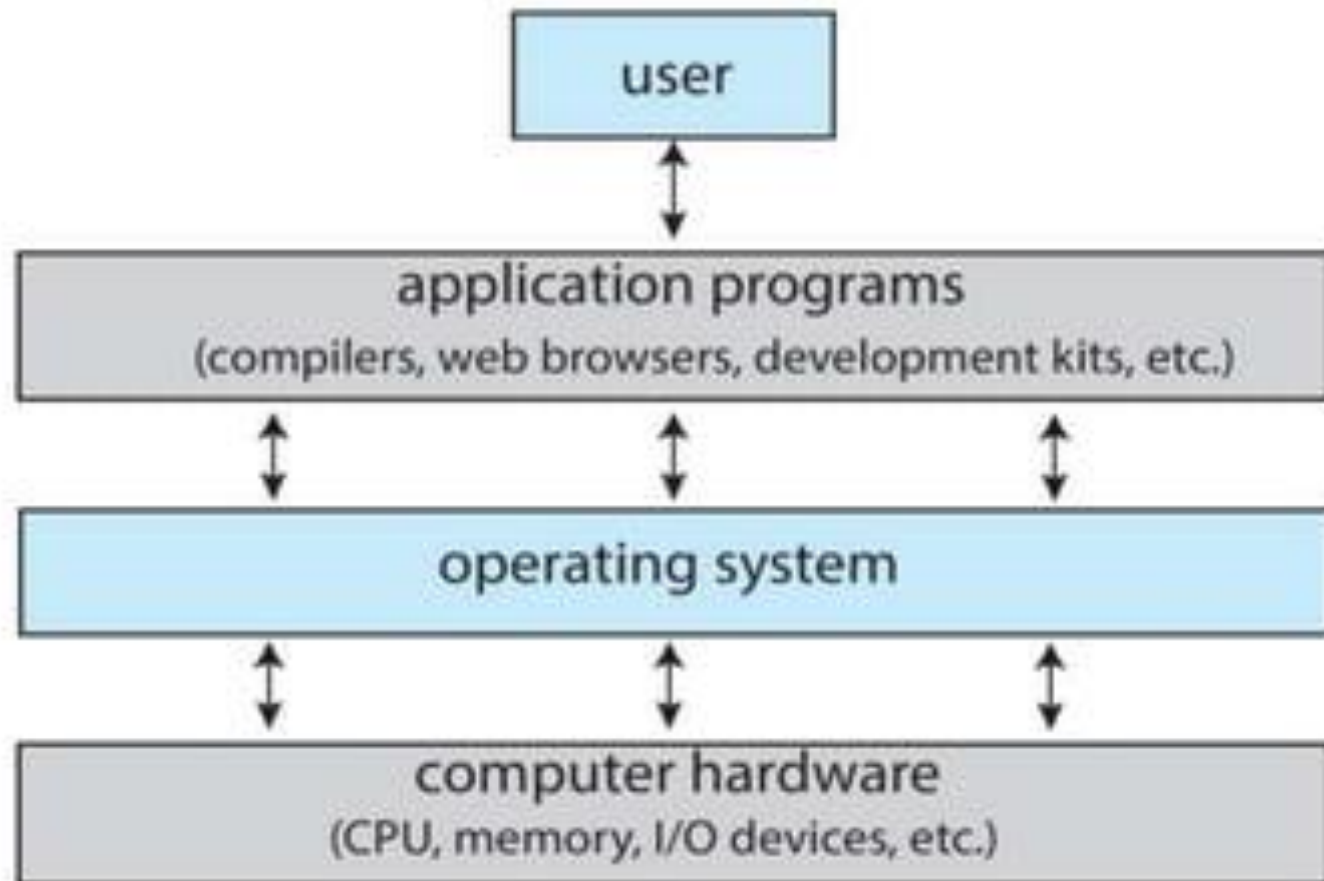 user
application programs
(compilers, web browsers, development kits, etc.)
operating system
computer hardware
(CPU, memory, I/O devices, etc.)